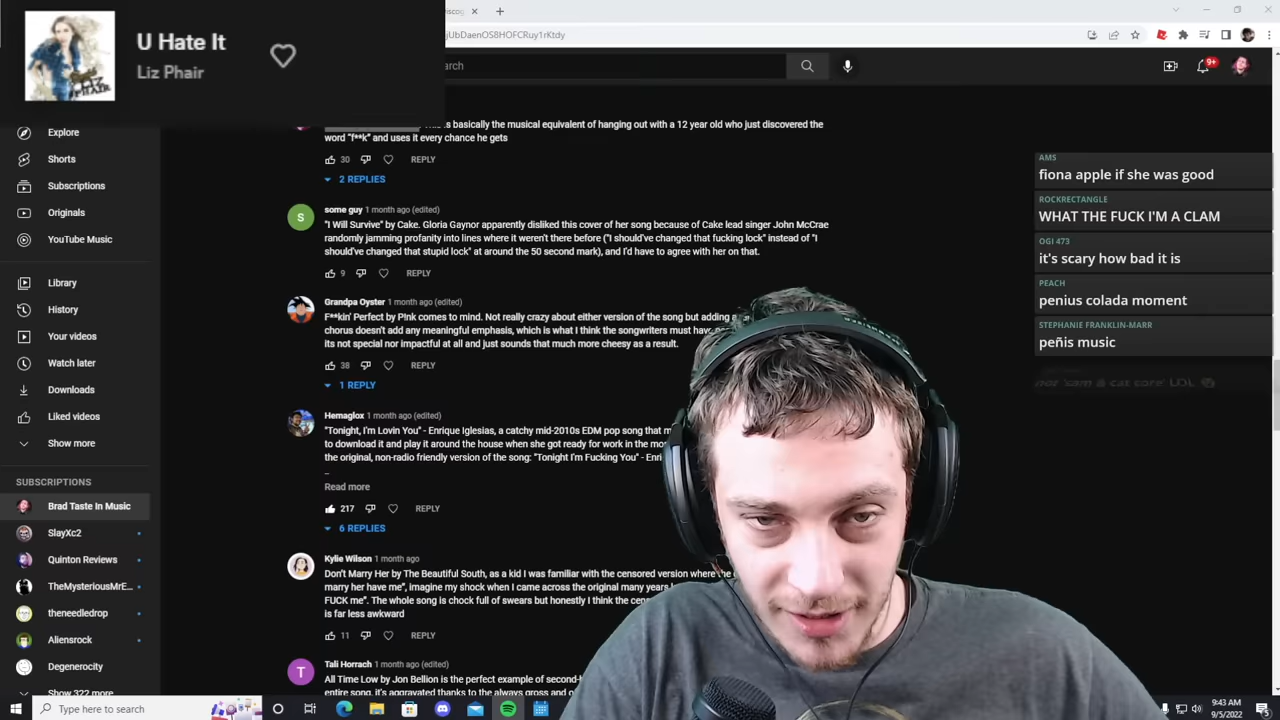 U Hate It
Liz Phair
LIZ
PHAIR
jUbDaenOS8HOFCRuy1rKtdy
9+
Explore
Shorts
Subscriptions
Originals
YouTube Music
Library
History
Your videos
Watch later
Downloads
Liked videos
Show more
SUBSCRIPTIONS
Brad Taste In Music
SlayXc2
Quinton Reviews
TheMysteriousMrE...
theneedledrop
Aliensrock
Degenerocity
Show 322 more
is basically the musical equivalent of hanging out with a 12 year old who just discovered the
word "f**k" and uses it every chance he gets
30 REPLY
2 REPLIES
S
some guy 1 month ago (edited)
"I Will Survive" by Cake. Gloria Gaynor apparently disliked this cover of her song because of Cake lead singer John McCrae
randomly jamming profanity into lines where it weren't there before ("I should've changed that fucking lock" instead of "I
should've changed that stupid lock" at around the 50 second mark), and I'd have to agree with her on that.
9 REPLY
Grandpa Oyster 1 month ago (edited)
F**kin' Perfect by P!nk comes to mind. Not really crazy about either version of the song but adding a
chorus doesn't add any meaningful emphasis, which is what I think the songwriters must have
its not special nor impactful at all and just sounds that much more cheesy as a result.
38 REPLY
1 REPLY
Hemaglox 1 month ago (edited)
"Tonight, I'm Lovin You" - Enrique Iglesias, a catchy mid-2010s EDM pop song that
to download it and play it around the house when she got ready for work in the
the original, non-radio friendly version of the song: "Tonight I'm Fucking You" -
Read more
217 REPLY
6 REPLIES
Kylie Wilson 1 month ago
Don't Marry Her by The Beautiful South, as a kid I was familiar with the censored version where the
marry her have me", imagine my shock when I came across the original many years
FUCK me". The whole song is chock full of swears but honestly I think the
is far less awkward
11 REPLY
T
Tali Horrach 1 month ago (edited)
All Time Low by Jon Bellion is the perfect example of second-
entire song, it's aggravated thanks to the always gross and
AMS
fiona apple if she was good
ROCKRECTANGLE
WHAT THE FUCK I'M A CLAM
OGI 473
it's scary how bad it is
PEACH
penius colada moment
STEPHANIE FRANKLIN-MARR
peñis music
Type here to search
9:43 AM
9/5/2022
5